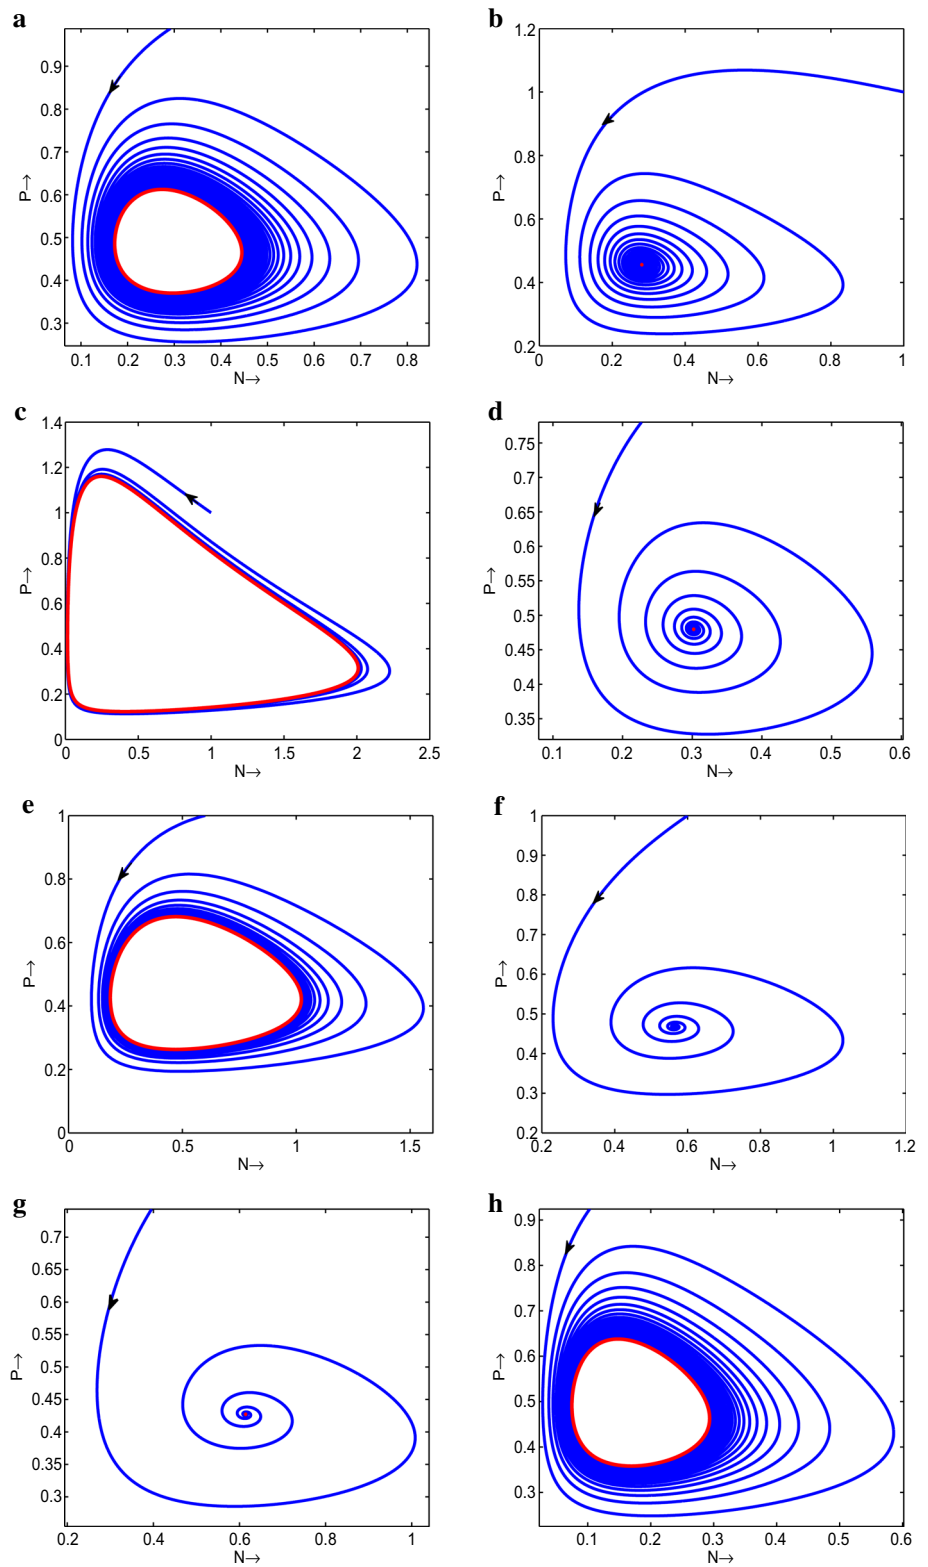 a
0.9
0.8
0.7
0.6
0.5
0.4
0.3
P→
0.1 0.2 0.3 0.4 0.5 0.6 0.7 0.8
N→
b
1.2
1
0.8
0.6
0.4
0.2
P→
0 0.2 0.4 0.6 0.8 1
N→
c
1.4
1.2
1
0.8
0.6
0.4
0.2
0
P→
0 0.5 1 1.5 2 2.5
N→
d
0.75
0.7
0.65
0.6
0.55
0.5
0.45
0.4
0.35
P→
0.1 0.2 0.3 0.4 0.5 0.6
N→
e
1
0.8
0.6
0.4
0.2
0
P→
0 0.5 1 1.5
N→
f
1
0.9
0.8
0.7
0.6
0.5
0.4
0.3
0.2
P→
0.2 0.4 0.6 0.8 1 1.2
N→
g
0.7
0.65
0.6
0.55
0.5
0.45
0.4
0.35
0.3
P→
0.2 0.4 0.6 0.8 1
N→
h
0.9
0.8
0.7
0.6
0.5
0.4
0.3
P→
0.1 0.2 0.3 0.4 0.5 0.6
N→